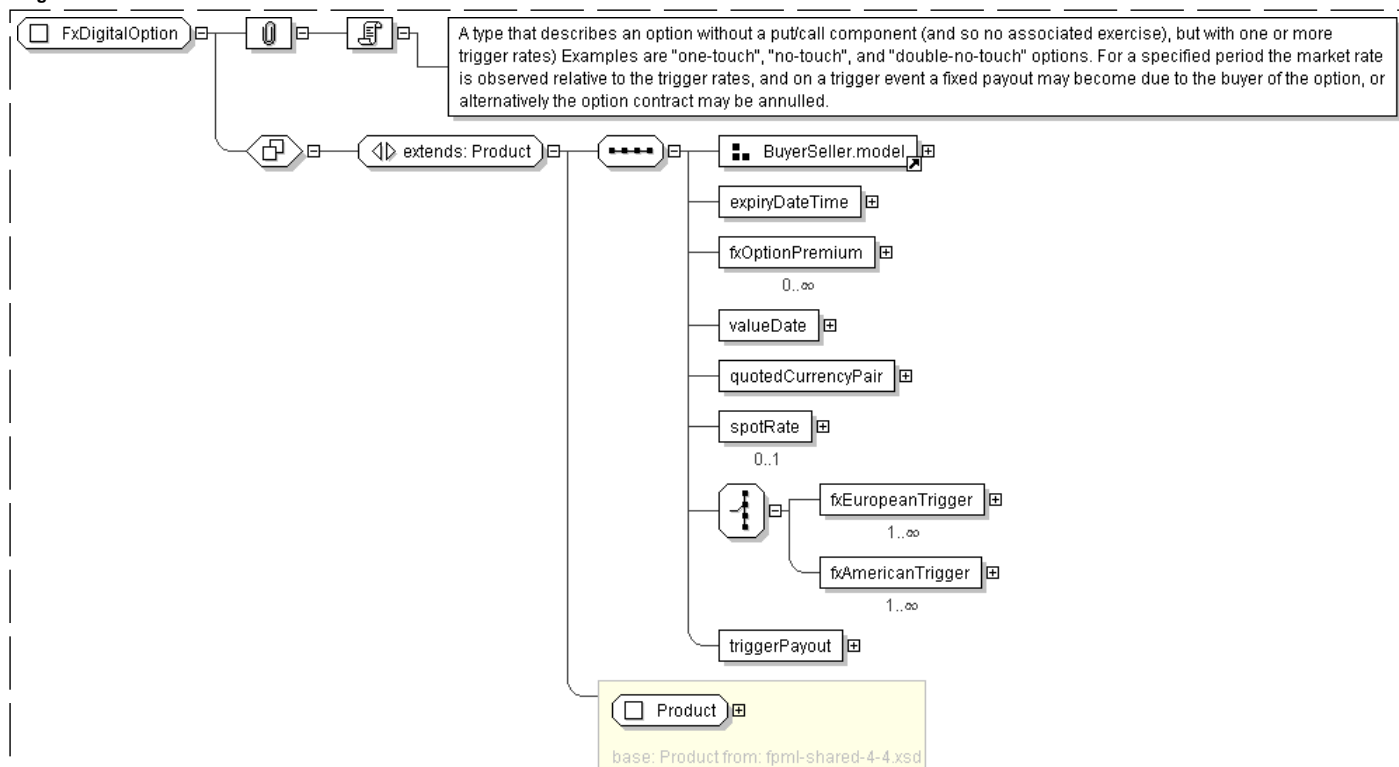 FxDigitalOption
A type that describes an option without a put/call component (and so no associated exercise), but with one or more
trigger rates) Examples are "one-touch", "no-touch", and "double-no-touch" options. For a specified period the market rate
is observed relative to the trigger rates, and on a trigger event a fixed payout may become due to the buyer of the option, or
alternatively the option contract may be annulled.
extends: Product
BuyerSeller.model
expiryDateTime
fxOptionPremium
0..∞
valueDate
quotedCurrencyPair
spotRate
0..1
fxEuropeanTrigger
1..∞
fxAmericanTrigger
1..∞
triggerPayout
Product
base: Product from: fpml-shared-4-4.xsd